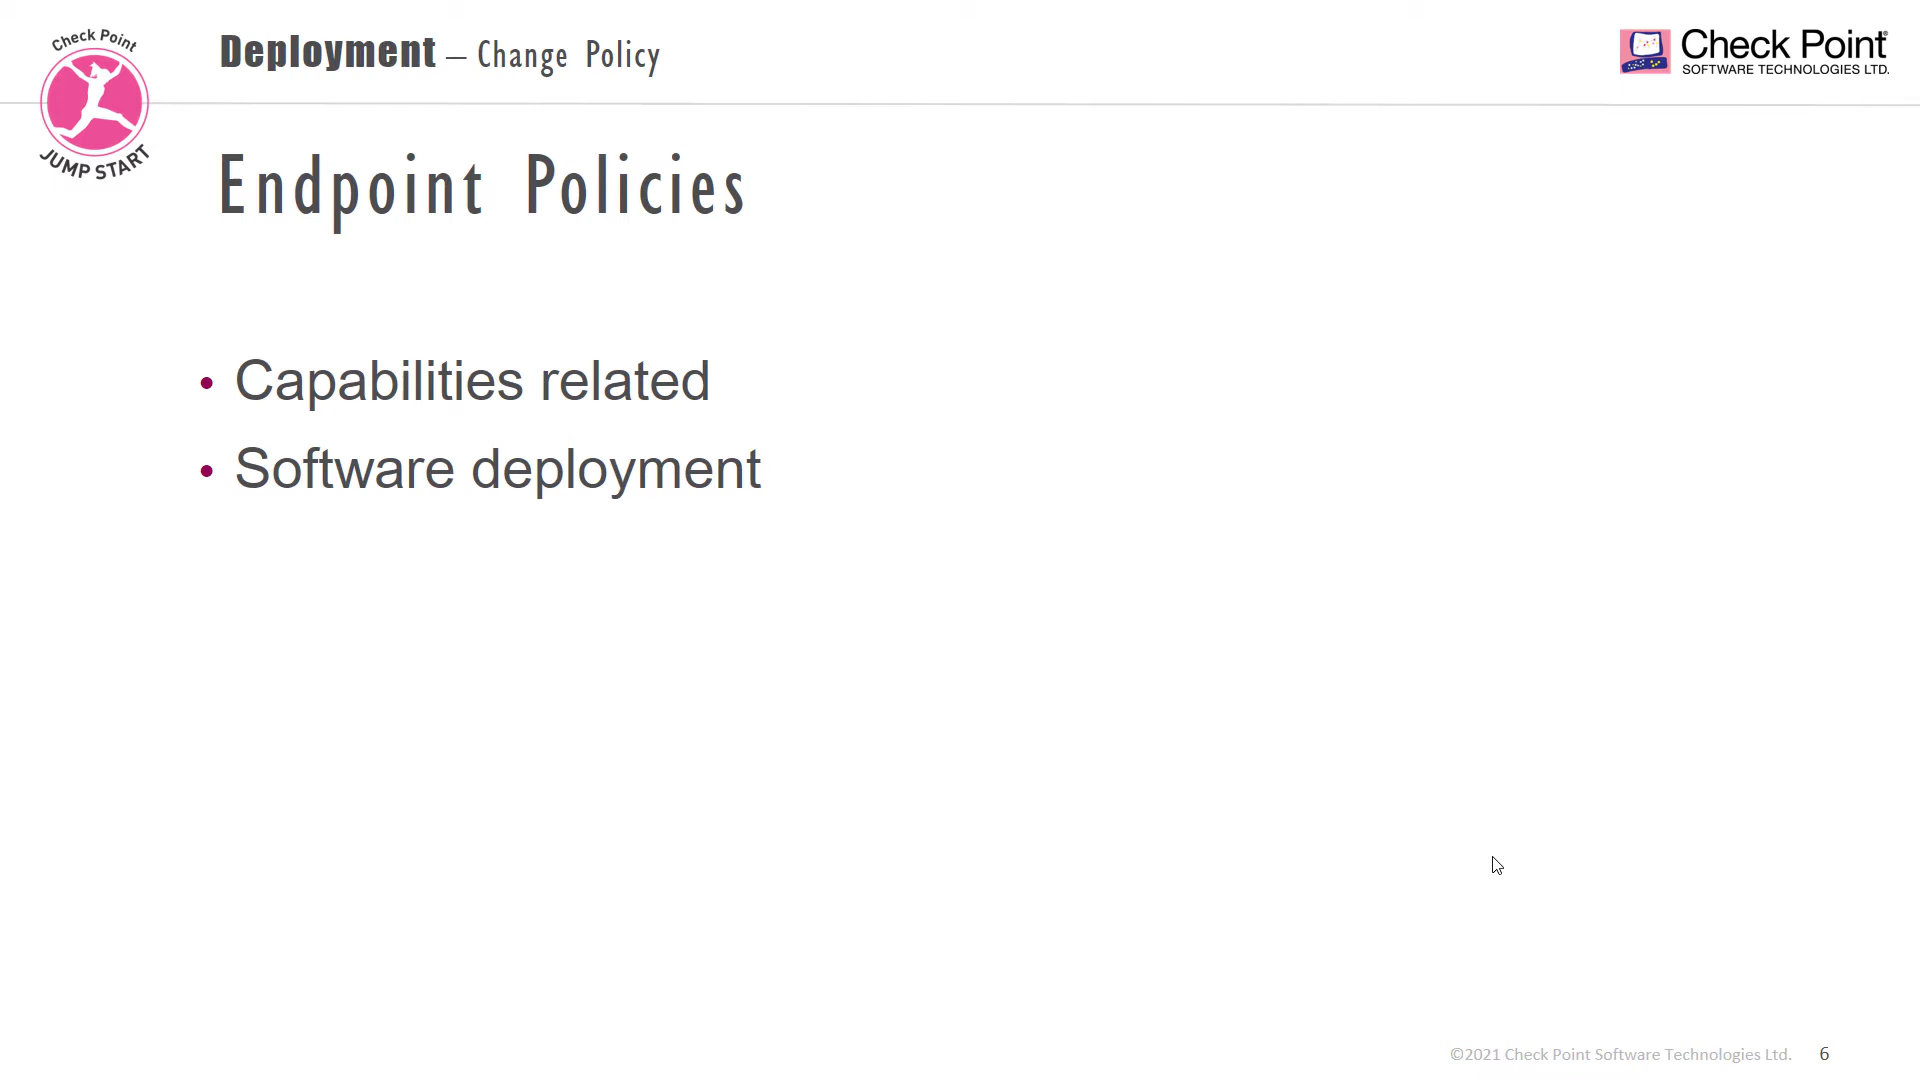 Check Point
JUMP START
Deployment – Change Policy
Check Point®
SOFTWARE TECHNOLOGIES LTD.
Endpoint Policies
• Capabilities related
• Software deployment
©2021 Check Point Software Technologies Ltd. 6